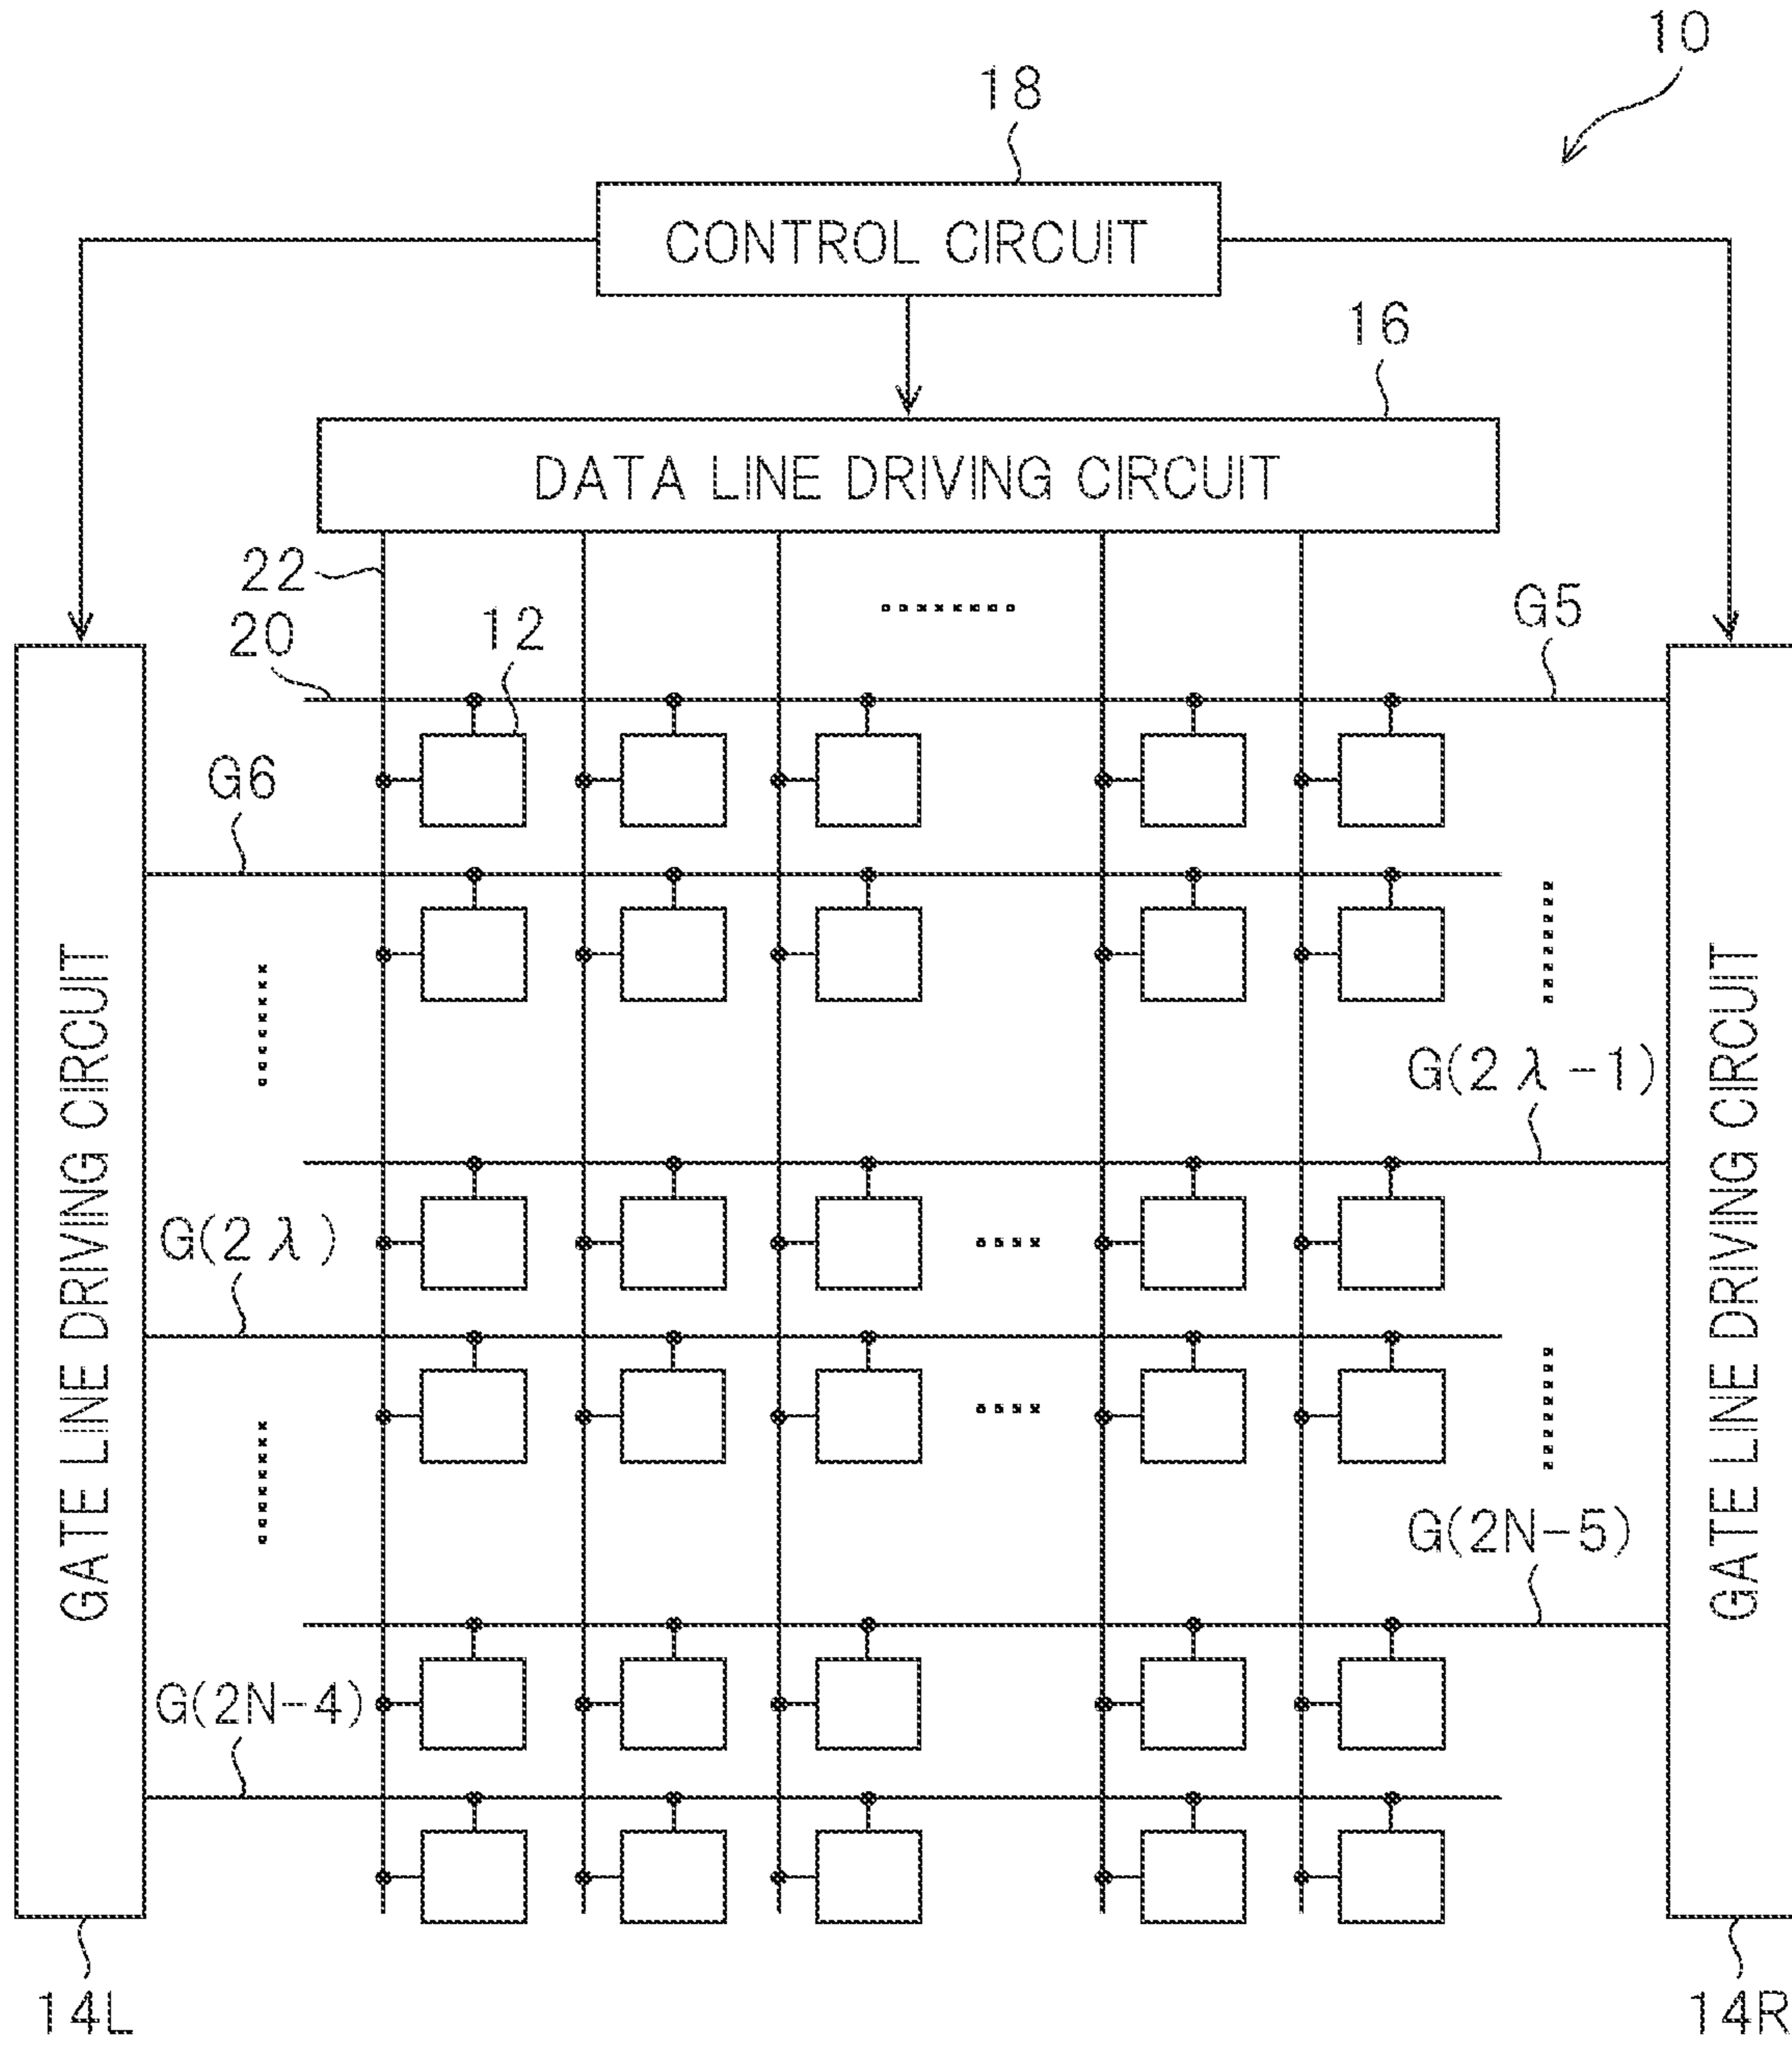 10
18
CONTROL CIRCUIT
16
DATA LINE DRIVING CIRCUIT
22
20
12
G5
G6
G(2λ-1)
G(2λ)
G(2N-5)
G(2N-4)
GATE LINE DRIVING CIRCUIT
GATE LINE DRIVING CIRCUIT
14L
14R